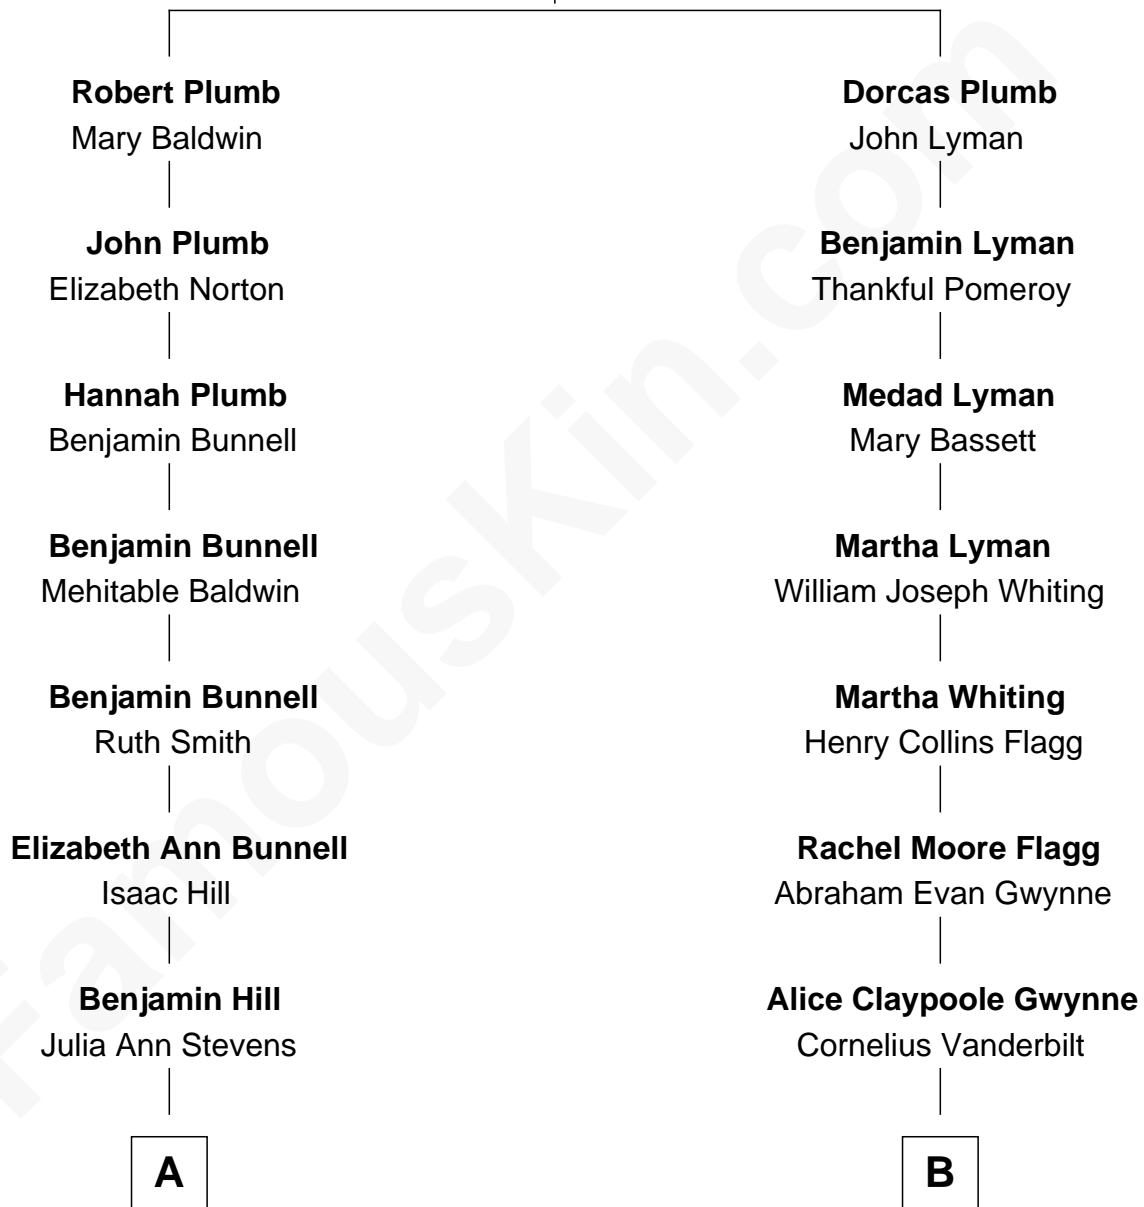 Robert Plumb
Mary Baldwin
John Plumb
Elizabeth Norton
Hannah Plumb
Benjamin Bunnell
Benjamin Bunnell
Mehitable Baldwin
Benjamin Bunnell
Ruth Smith
Elizabeth Ann Bunnell
Isaac Hill
Benjamin Hill
Julia Ann Stevens
A
Dorcas Plumb
John Lyman
Benjamin Lyman
Thankful Pomeroy
Medad Lyman
Mary Bassett
Martha Lyman
William Joseph Whiting
Martha Whiting
Henry Collins Flagg
Rachel Moore Flagg
Abraham Evan Gwynne
Alice Claypoole Gwynne
Cornelius Vanderbilt
B
FamousKin.com